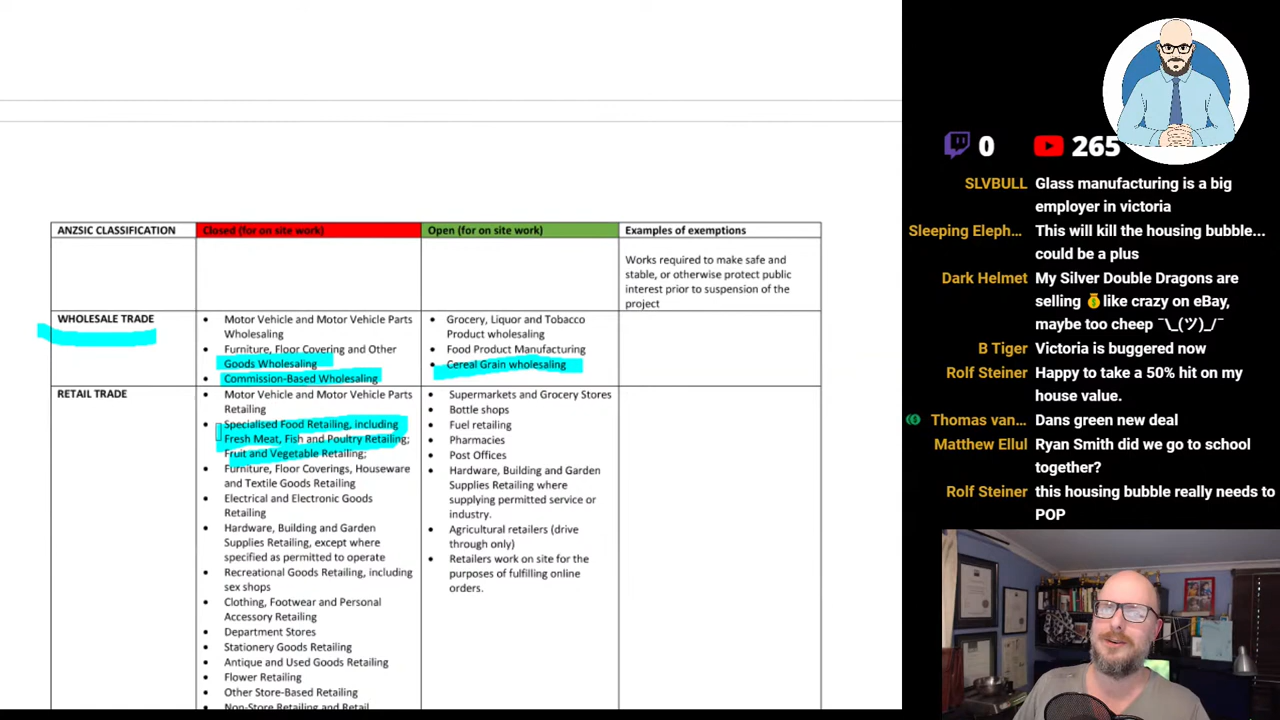 ANZSIC CLASSIFICATION
Closed (for on site work)
Open (for on site work)
Examples of exemptions
Works required to make safe and
stable, or otherwise protect public
interest prior to suspension of the
project
WHOLESALE TRADE
• Motor Vehicle and Motor Vehicle Parts
Wholesaling
• Furniture, Floor Covering and Other
Goods Wholesaling
• Commission-Based Wholesaling
• Grocery, Liquor and Tobacco
Product wholesaling
• Food Product Manufacturing
• Cereal Grain wholesaling
RETAIL TRADE
• Motor Vehicle and Motor Vehicle Parts
Retailing
• Specialised Food Retailing, including
Fresh Meat, Fish and Poultry Retailing;
Fruit and Vegetable Retailing;
• Furniture, Floor Coverings, Houseware
and Textile Goods Retailing
• Electrical and Electronic Goods
Retailing
• Hardware, Building and Garden
Supplies Retailing, except where
specified as permitted to operate
• Recreational Goods Retailing, including
sex shops
• Clothing, Footwear and Personal
Accessory Retailing
• Department Stores
• Stationery Goods Retailing
• Antique and Used Goods Retailing
• Flower Retailing
• Other Store-Based Retailing
• Non-Store Retailing and Retail
• Supermarkets and Grocery Stores
• Bottle shops
• Fuel retailing
• Pharmacies
• Post Offices
• Hardware, Building and Garden
Supplies Retailing where
supplying permitted service or
industry.
• Agricultural retailers (drive
through only)
• Retailers work on site for the
purposes of fulfilling online
orders.
0 265
SLVBULL Glass manufacturing is a big
employer in victoria
Sleeping Eleph... This will kill the housing bubble...
could be a plus
Dark Helmet My Silver Double Dragons are
selling 💰like crazy on eBay,
maybe too cheep ¯\_(ツ)_/¯
B Tiger Victoria is buggered now
Rolf Steiner Happy to take a 50% hit on my
house value.
Thomas van... Dans green new deal
Matthew Ellul Ryan Smith did we go to school
together?
Rolf Steiner this housing bubble really needs to
POP